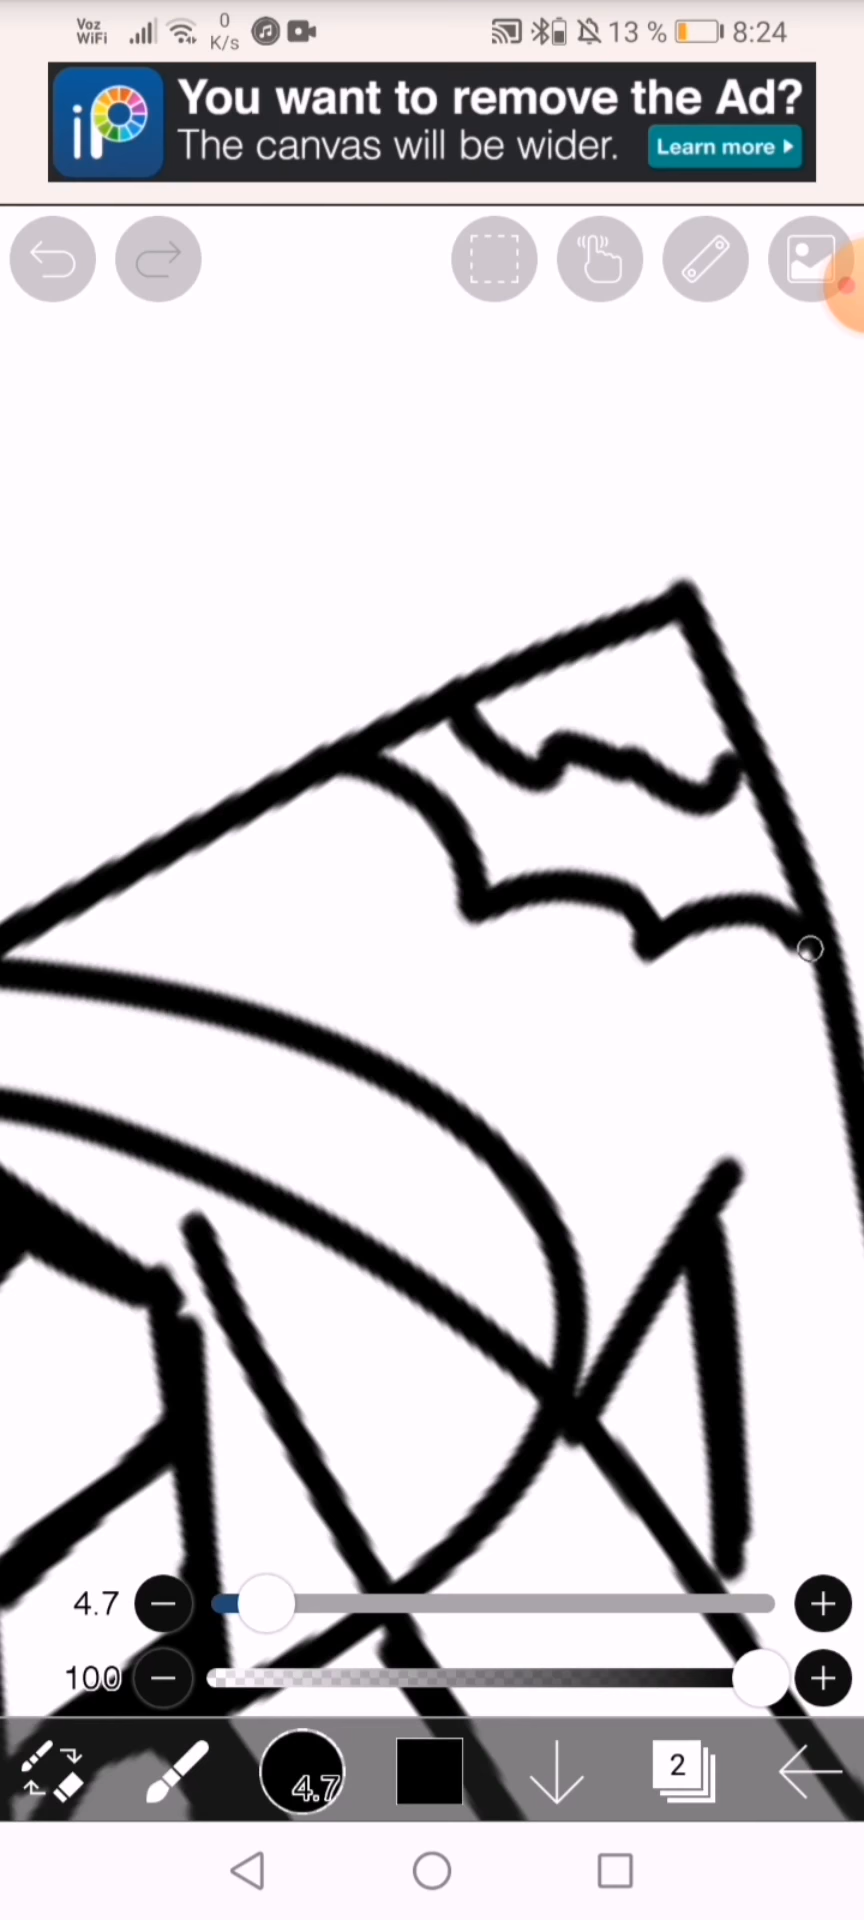 Voz
WiFi
0
K/s
13 %
8:24
iP
You want to remove the Ad?
The canvas will be wider.
Learn more
4.7
100
4.7
2